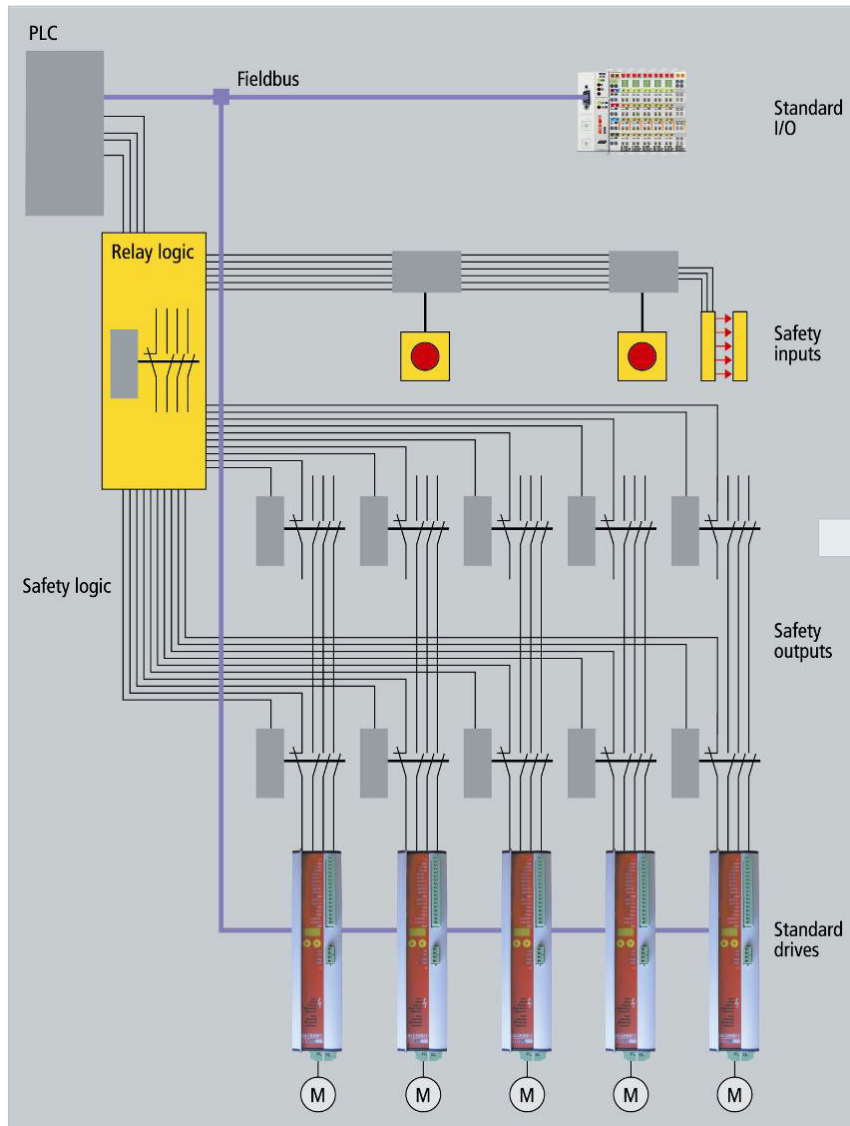 PLC
Fieldbus
Standard
I/O
Relay logic
Safety
inputs
Safety logic
Safety
outputs
Standard
drives
M
M
M
M
M